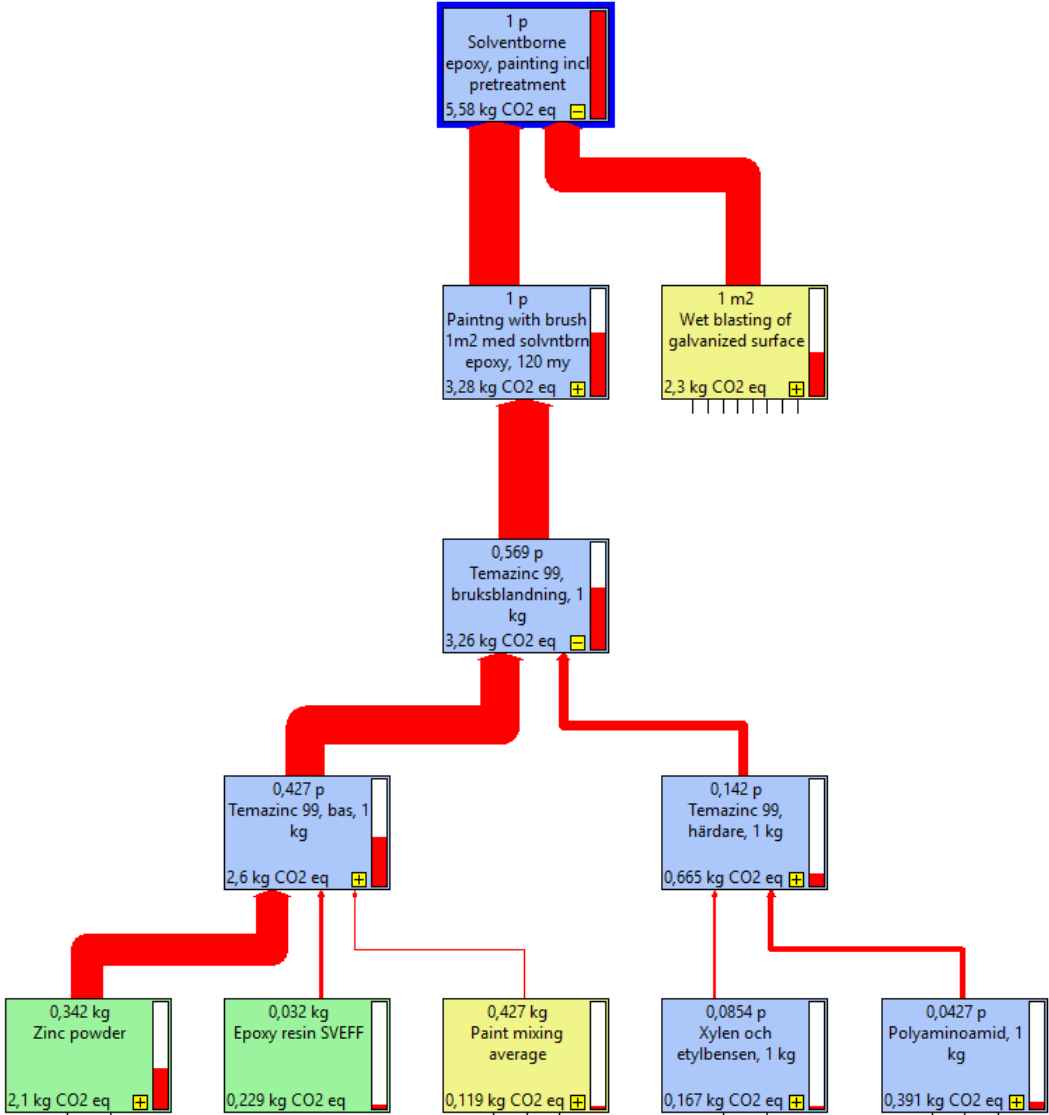 1 p
Solventborne
epoxy, painting incl
pretreatment
5,58 kg CO2 eq
1 p
Paintng with brush
1m2 med solvntbrn
epoxy, 120 my
3,28 kg CO2 eq
1 m2
Wet blasting of
galvanized surface
2,3 kg CO2 eq
0,569 p
Temazinc 99,
bruksblandning, 1
kg
3,26 kg CO2 eq
0,427 p
Temazinc 99, bas, 1
kg
2,6 kg CO2 eq
0,142 p
Temazinc 99,
härdare, 1 kg
0,665 kg CO2 eq
0,342 kg
Zinc powder
2,1 kg CO2 eq
0,032 kg
Epoxy resin SVEFF
0,229 kg CO2 eq
0,427 kg
Paint mixing
average
0,119 kg CO2 eq
0,0854 p
Xylen och
etylbensen, 1 kg
0,167 kg CO2 eq
0,0427 p
Polyaminoamid, 1
kg
0,391 kg CO2 eq